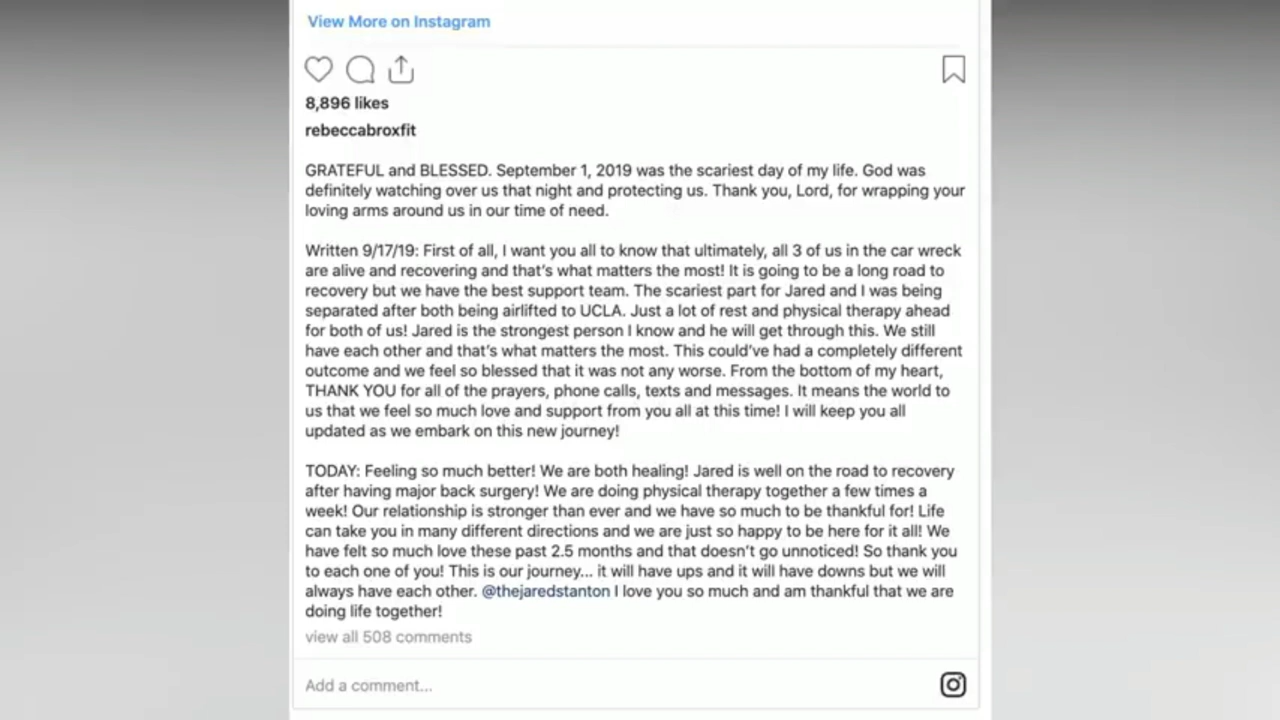 View More on Instagram
8,896 likes
rebeccabroxfit
GRATEFUL and BLESSED. September 1, 2019 was the scariest day of my life. God was
definitely watching over us that night and protecting us. Thank you, Lord, for wrapping your
loving arms around us in our time of need.
Written 9/17/19: First of all, I want you all to know that ultimately, all 3 of us in the car wreck
are alive and recovering and that's what matters the most! It is going to be a long road to
recovery but we have the best support team. The scariest part for Jared and I was being
separated after both being airlifted to UCLA. Just a lot of rest and physical therapy ahead
for both of us! Jared is the strongest person I know and he will get through this. We still
have each other and that's what matters the most. This could've had a completely different
outcome and we feel so blessed that it was not any worse. From the bottom of my heart,
THANK YOU for all of the prayers, phone calls, texts and messages. It means the world to
us that we feel so much love and support from you all at this time! I will keep you all
updated as we embark on this new journey!
TODAY: Feeling so much better! We are both healing! Jared is well on the road to recovery
after having major back surgery! We are doing physical therapy together a few times a
week! Our relationship is stronger than ever and we have so much to be thankful for! Life
can take you in many different directions and we are just so happy to be here for it all! We
have felt so much love these past 2.5 months and that doesn't go unnoticed! So thank you
to each one of you! This is our journey... it will have ups and it will have downs but we will
always have each other. @thejaredstanton I love you so much and am thankful that we are
doing life together!
view all 508 comments
Add a comment...